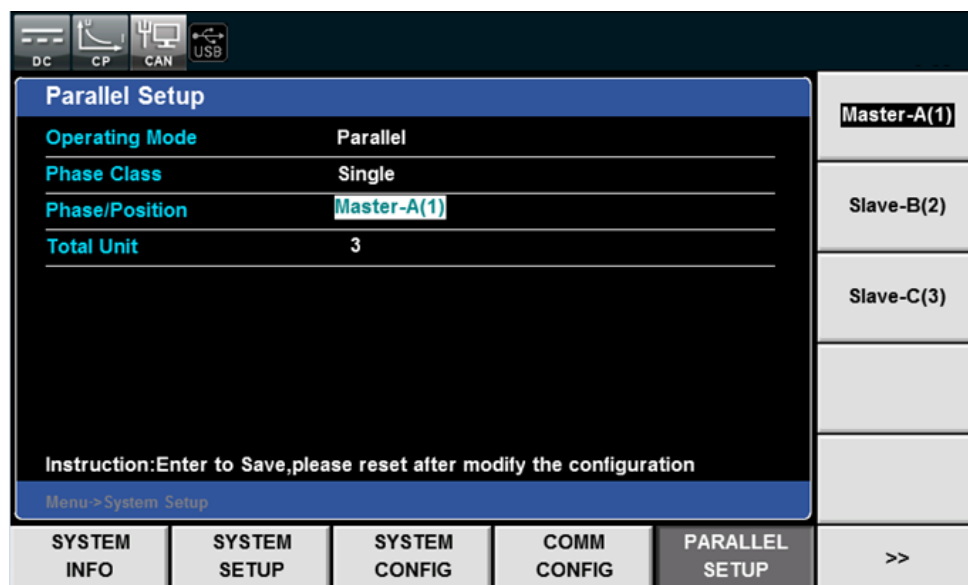 DC CP CAN USB
Parallel Setup
Operating Mode Parallel
Phase Class Single
Phase/Position Master-A(1)
Total Unit 3
Instruction:Enter to Save,please reset after modify the configuration
Menu->System Setup
Master-A(1)
Slave-B(2)
Slave-C(3)
SYSTEM INFO
SYSTEM SETUP
SYSTEM CONFIG
COMM CONFIG
PARALLEL SETUP
>>